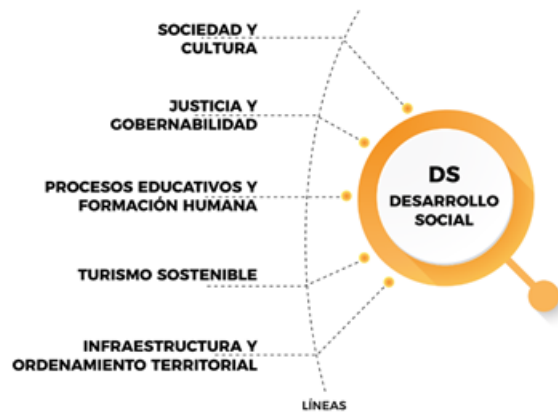 SOCIEDAD Y
CULTURA
JUSTICIA Y
GOBERNABILIDAD
PROCESOS EDUCATIVOS Y
FORMACIÓN HUMANA
TURISMO SOSTENIBLE
INFRAESTRUCTURA Y
ORDENAMIENTO TERRITORIAL
LÍNEAS
DS
DESARROLLO
SOCIAL